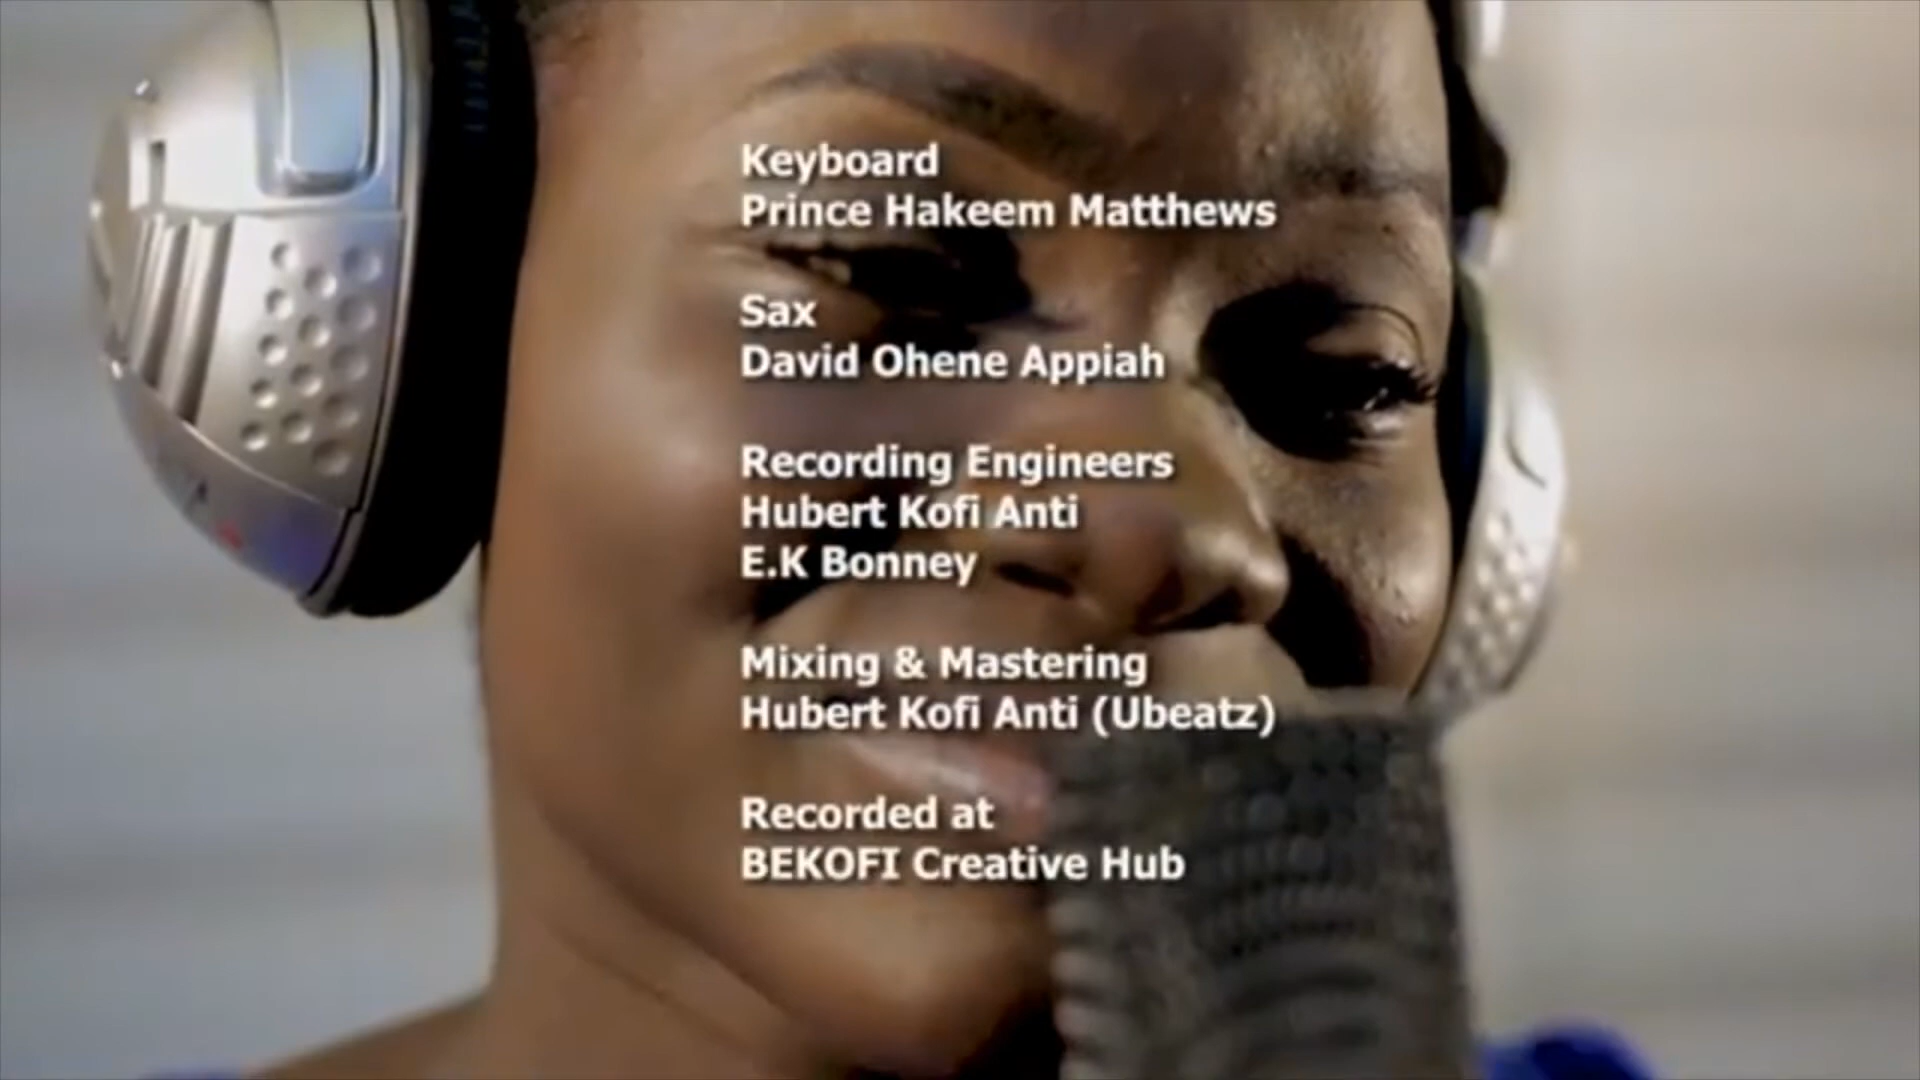 Keyboard
Prince Hakeem Matthews
Sax
David Ohene Appiah
Recording Engineers
Hubert Kofi Anti
E.K Bonney
Mixing & Mastering
Hubert Kofi Anti (Ubeatz)
Recorded at
BEKOFI Creative Hub